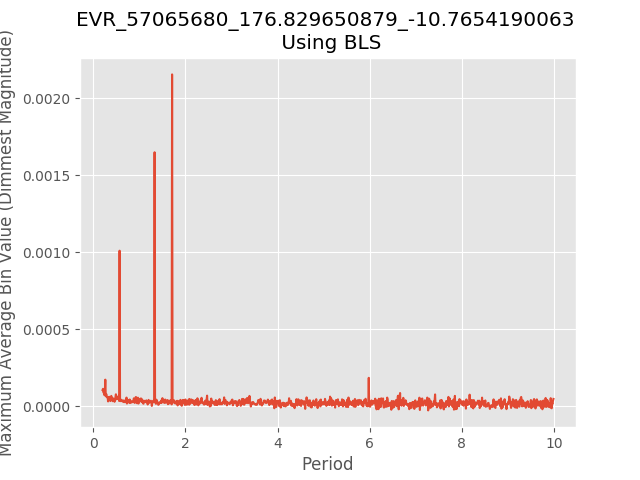 EVR_57065680_176.829650879_-10.7654190063
Using BLS
Maximum Average Bin Value (Dimmest Magnitude)
0.0020
0.0015
0.0010
0.0005
0.0000
0
2
4
6
8
10
Period